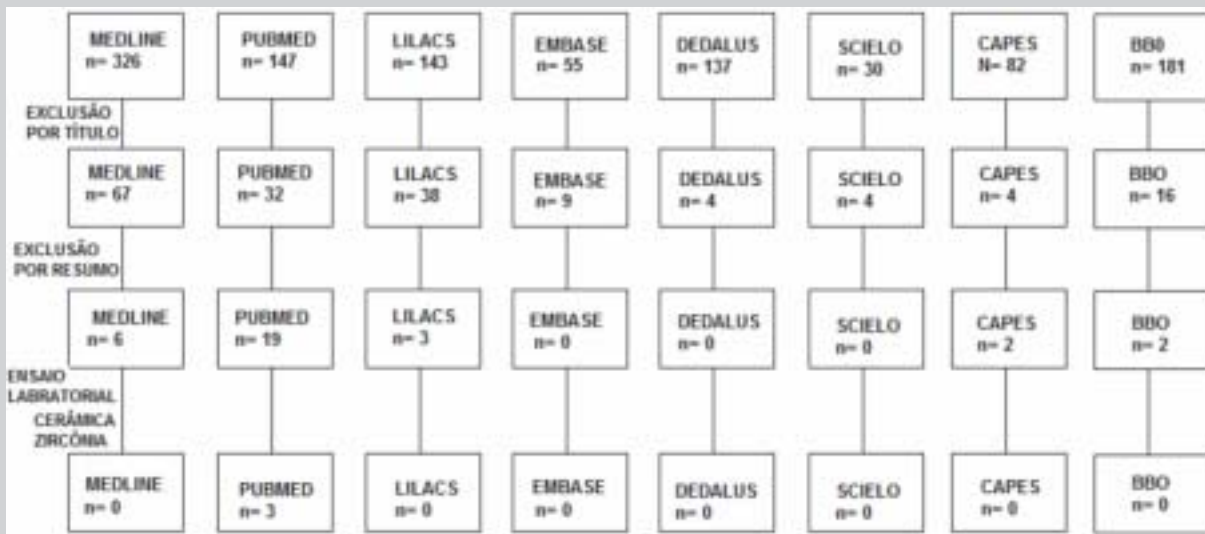 MEDLINE
n= 326
PUBMED
n= 147
LILACS
n= 143
EMBASE
n= 55
DEDALUS
n= 137
SCIELO
n= 30
CAPES
N= 82
BB0
n= 181
EXCLUSÃO
POR TÍTULO
MEDLINE
n= 67
PUBMED
n= 32
LILACS
n= 38
EMBASE
n= 9
DEDALUS
n= 4
SCIELO
n= 4
CAPES
n= 4
BBO
n= 16
EXCLUSÃO
POR RESUMO
MEDLINE
n= 6
PUBMED
n= 19
LILACS
n= 3
EMBASE
n= 0
DEDALUS
n= 0
SCIELO
n= 0
CAPES
n= 2
BBO
n= 2
ENSAIO
LABRATORIAL
CERÂMICA
ZIRCÔNIA
MEDLINE
n= 0
PUBMED
n= 3
LILACS
n= 0
EMBASE
n= 0
DEDALUS
n= 0
SCIELO
n= 0
CAPES
n= 0
BBO
n= 0